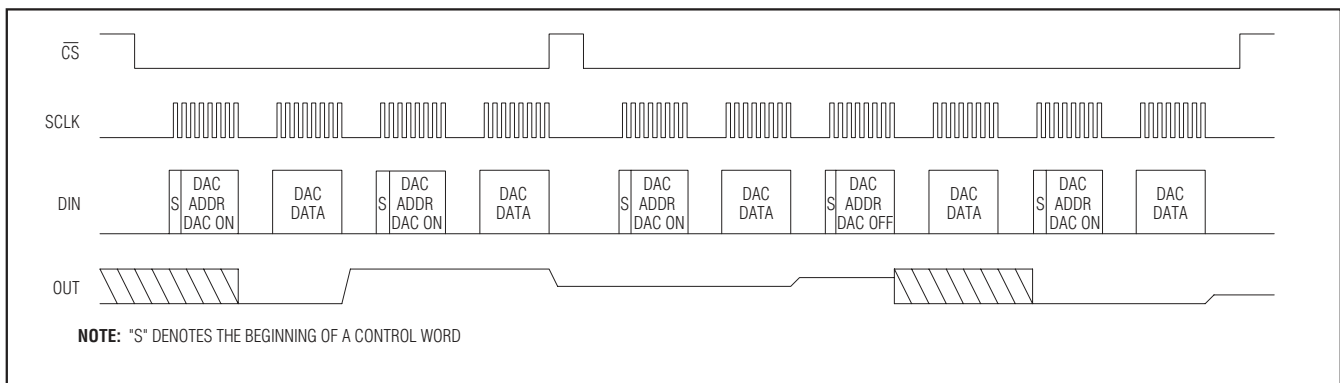 CS
SCLK
DIN
S
DAC
ADDR
DAC ON
DAC
DATA
S
DAC
ADDR
DAC ON
DAC
DATA
S
DAC
ADDR
DAC ON
DAC
DATA
S
DAC
ADDR
DAC OFF
DAC
DATA
S
DAC
ADDR
DAC ON
DAC
DATA
OUT
NOTE: "S" DENOTES THE BEGINNING OF A CONTROL WORD